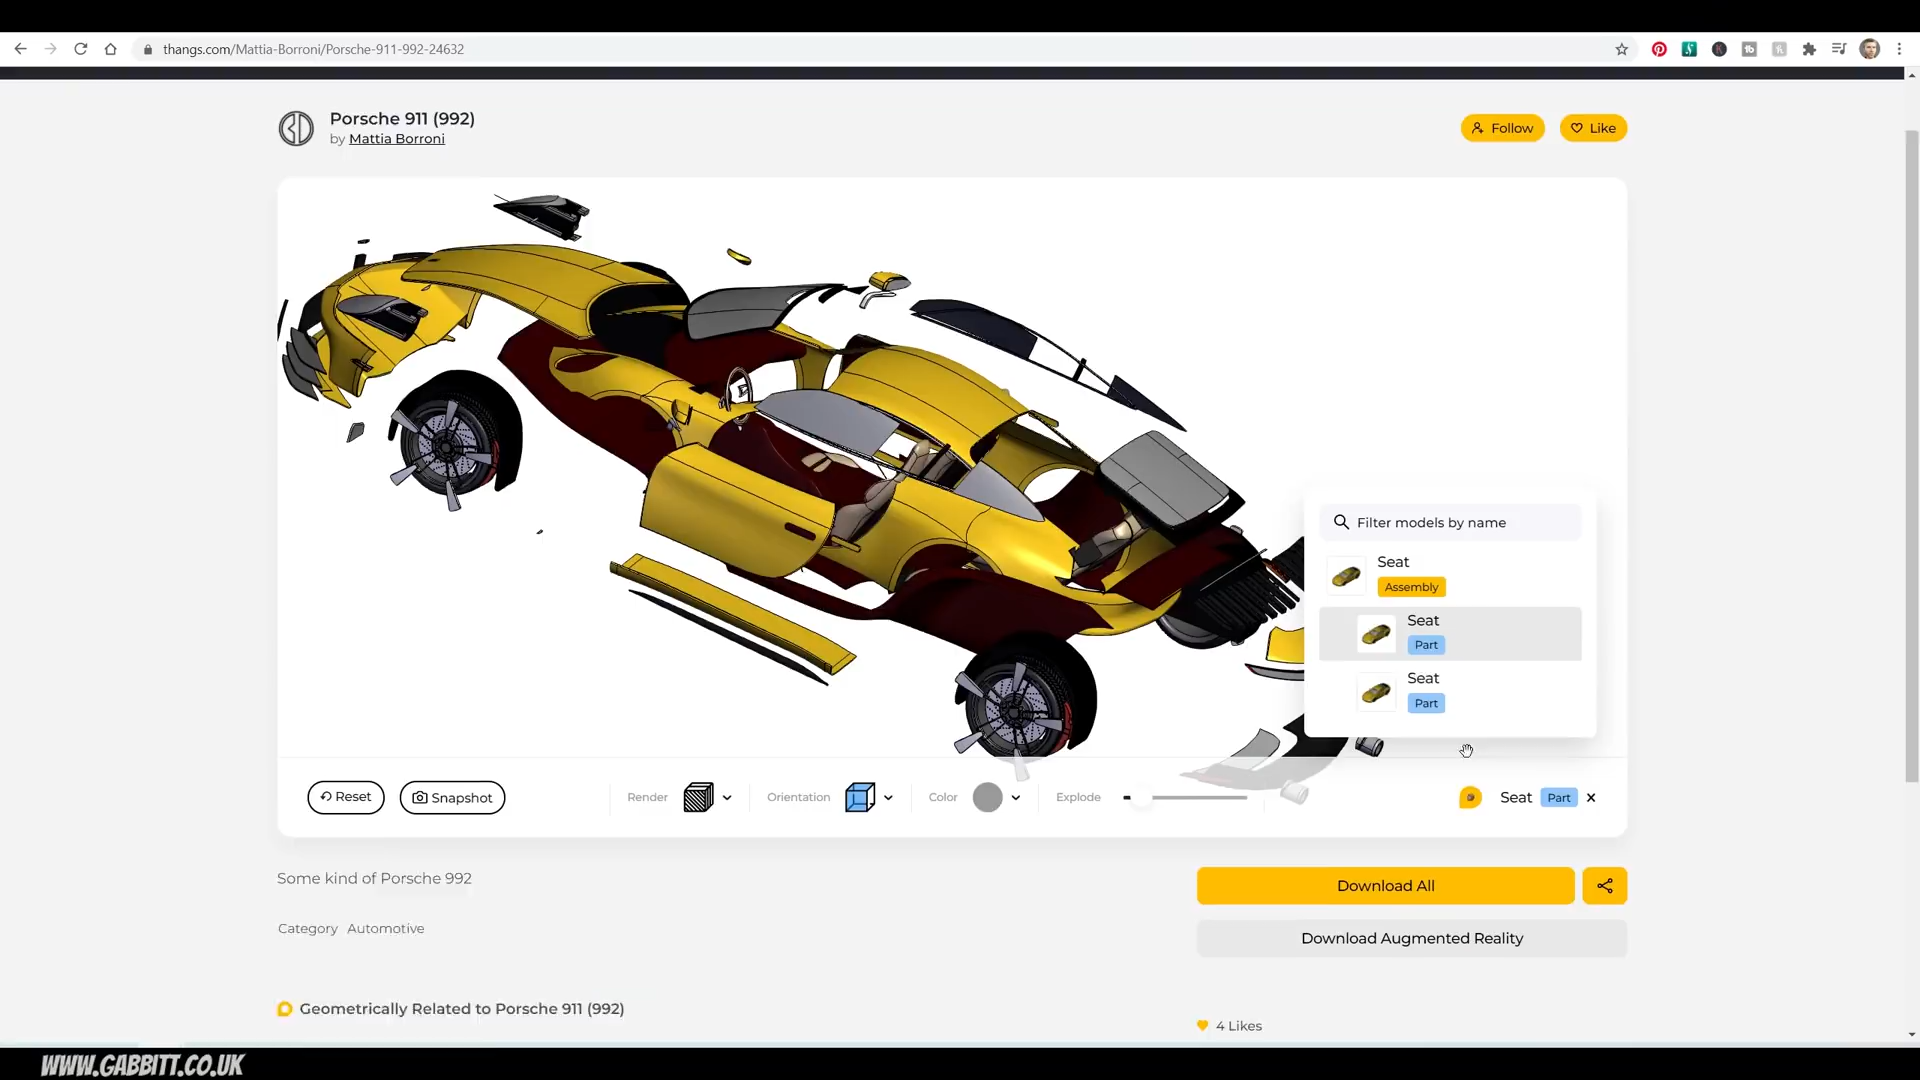 thangs.com/Mattia-Borroni/Porsche-911-992-24632
Porsche 911 (992)
by Mattia Borroni
Follow
Like
Filter models by name
Seat
Assembly
Seat
Part
Seat
Part
Reset
Snapshot
Render
Orientation
Color
Explode
Seat Part
Some kind of Porsche 992
Download All
Category Automotive
Download Augmented Reality
Geometrically Related to Porsche 911 (992)
4 Likes
WWW.GABBITT.CO.UK